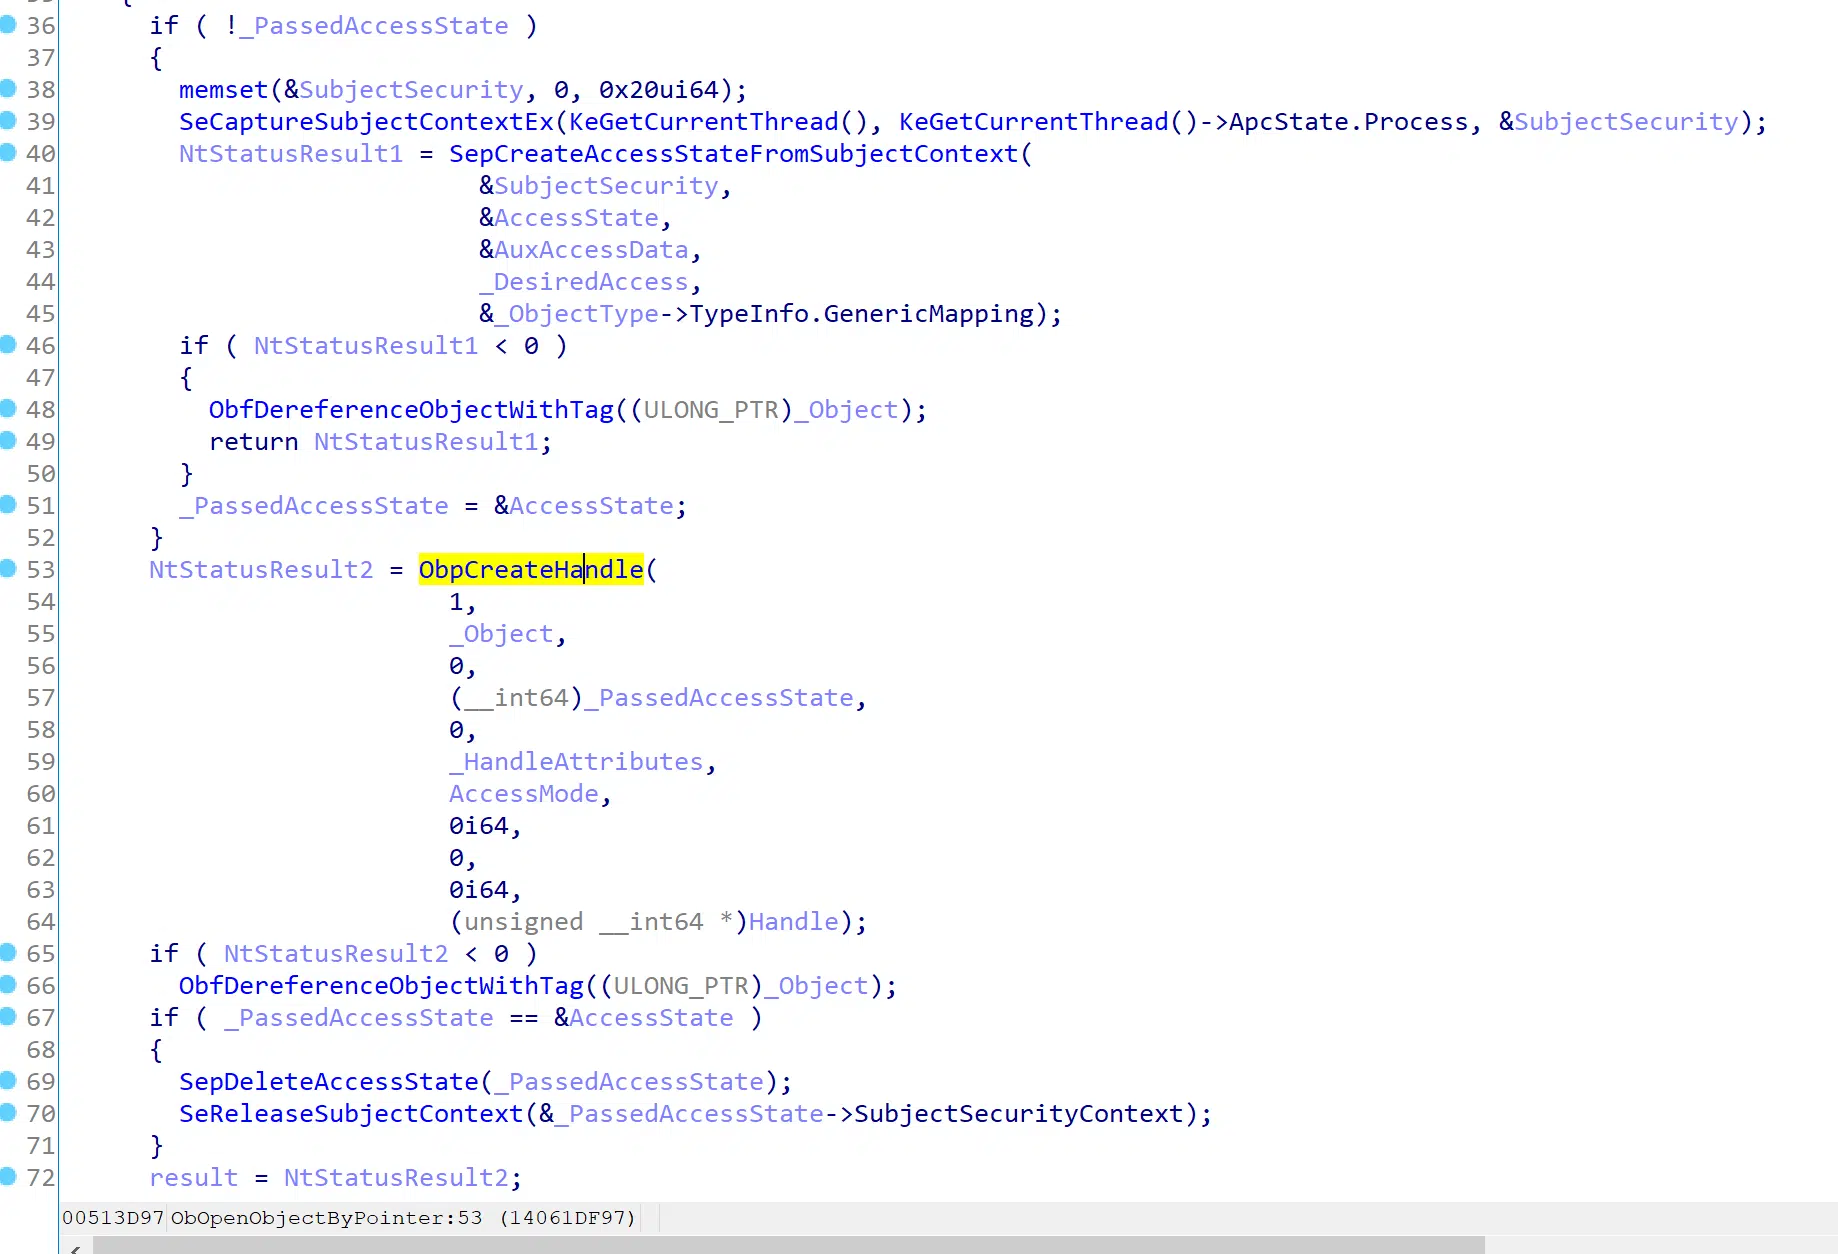 36 if ( !_PassedAccessState )
37 {
38 memset(&SubjectSecurity, 0, 0x20ui64);
39 SeCaptureSubjectContextEx(KeGetCurrentThread(), KeGetCurrentThread()->ApcState.Process, &SubjectSecurity);
40 NtStatusResult1 = SepCreateAccessStateFromSubjectContext(
41 &SubjectSecurity,
42 &AccessState,
43 &AuxAccessData,
44 _DesiredAccess,
45 &_ObjectType->TypeInfo.GenericMapping);
46 if ( NtStatusResult1 < 0 )
47 {
48 ObfDereferenceObjectWithTag((ULONG_PTR)_Object);
49 return NtStatusResult1;
50 }
51 _PassedAccessState = &AccessState;
52 }
53 NtStatusResult2 = ObpCreateHandle(
54 1,
55 _Object,
56 0,
57 (__int64)_PassedAccessState,
58 0,
59 _HandleAttributes,
60 AccessMode,
61 0i64,
62 0,
63 0i64,
64 (unsigned __int64 *)Handle);
65 if ( NtStatusResult2 < 0 )
66 ObfDereferenceObjectWithTag((ULONG_PTR)_Object);
67 if ( _PassedAccessState == &AccessState )
68 {
69 SepDeleteAccessState(_PassedAccessState);
70 SeReleaseSubjectContext(&_PassedAccessState->SubjectSecurityContext);
71 }
72 result = NtStatusResult2;
00513D97 ObOpenObjectByPointer:53 (14061DF97)